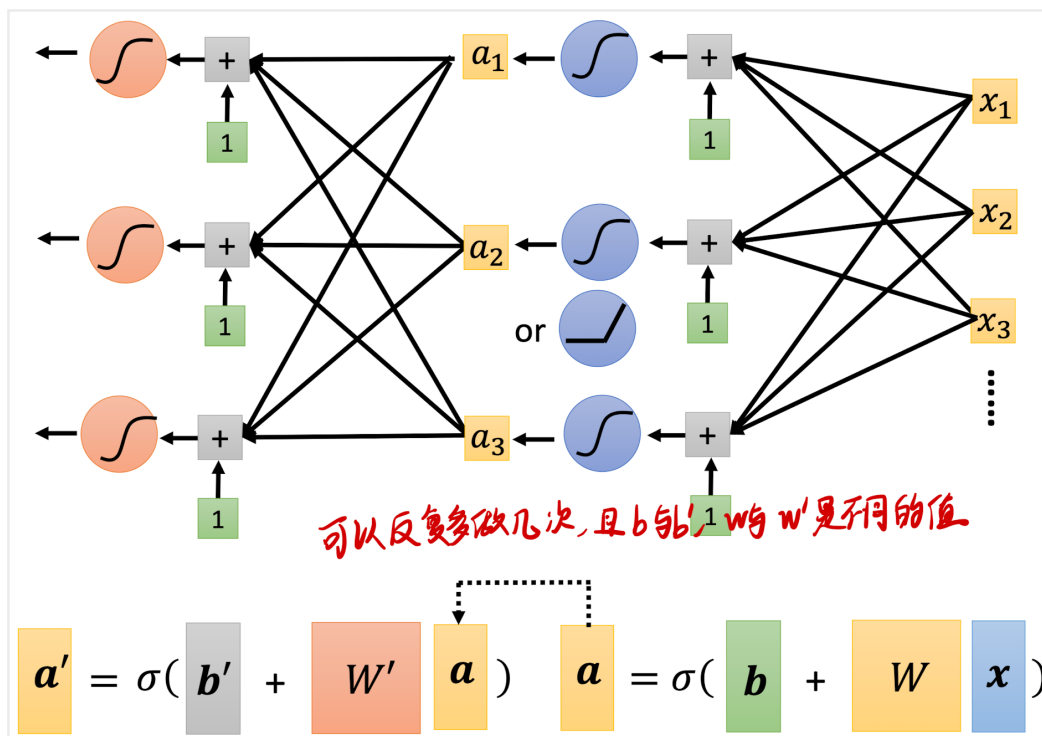 + a₁ + x₁
1 1
x₂
+ a₂ +
1 or 1 x₃
+ a₃ +
1 1
可以反复多做几次,且b与b′, w与w′是不同的值
a′ = σ( b′ + W′ a ) a = σ( b + W x )